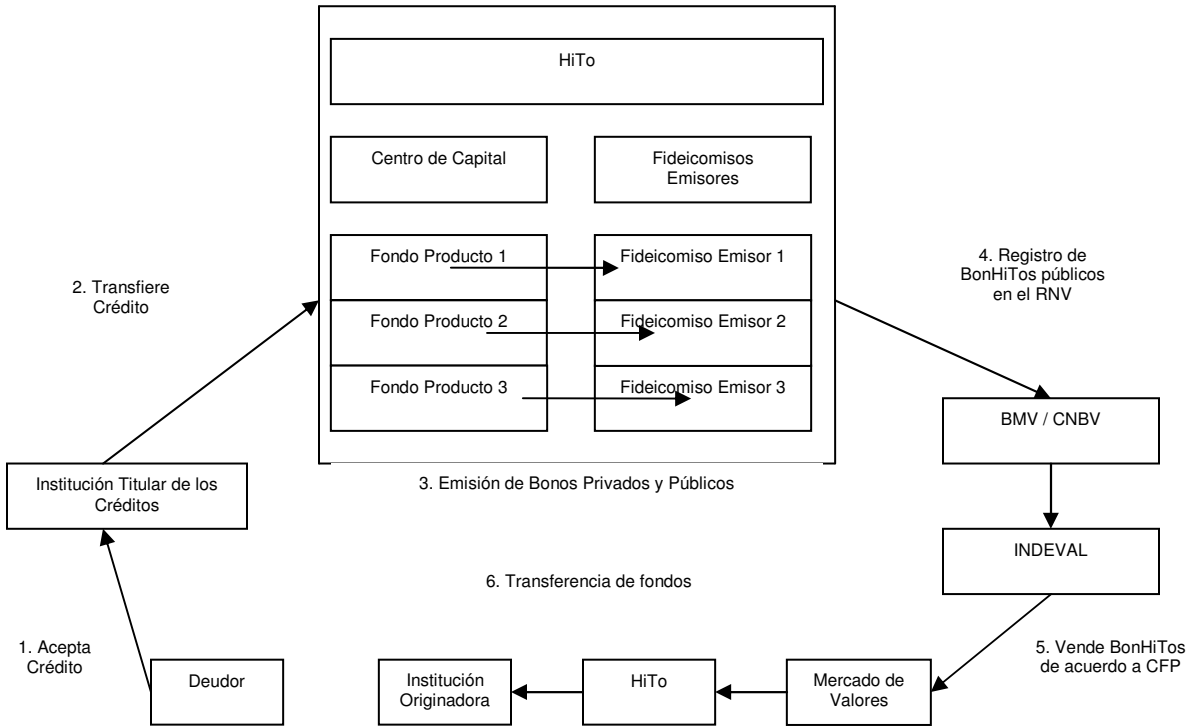 HiTo
Centro de Capital
Fideicomisos
Emisores
Fondo Producto 1
Fideicomiso Emisor 1
Fondo Producto 2
Fideicomiso Emisor 2
Fondo Producto 3
Fideicomiso Emisor 3
2. Transfiere
Crédito
4. Registro de
BonHiTos públicos
en el RNV
BMV / CNBV
Institución Titular de los
Créditos
3. Emisión de Bonos Privados y Públicos
INDEVAL
6. Transferencia de fondos
1. Acepta
Crédito
Deudor
Institución
Originadora
HiTo
Mercado de
Valores
5. Vende BonHiTos
de acuerdo a CFP